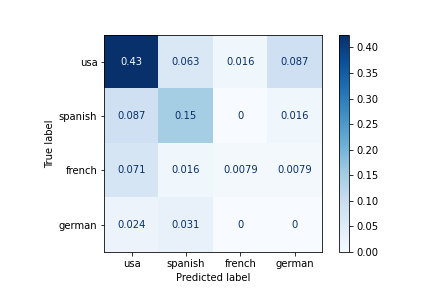 usa 0.43 0.063 0.016 0.087
spanish 0.087 0.15 0 0.016
french 0.071 0.016 0.0079 0.0079
german 0.024 0.031 0 0
usa spanish french german
Predicted label
True label
0.40
0.35
0.30
0.25
0.20
0.15
0.10
0.05
0.00